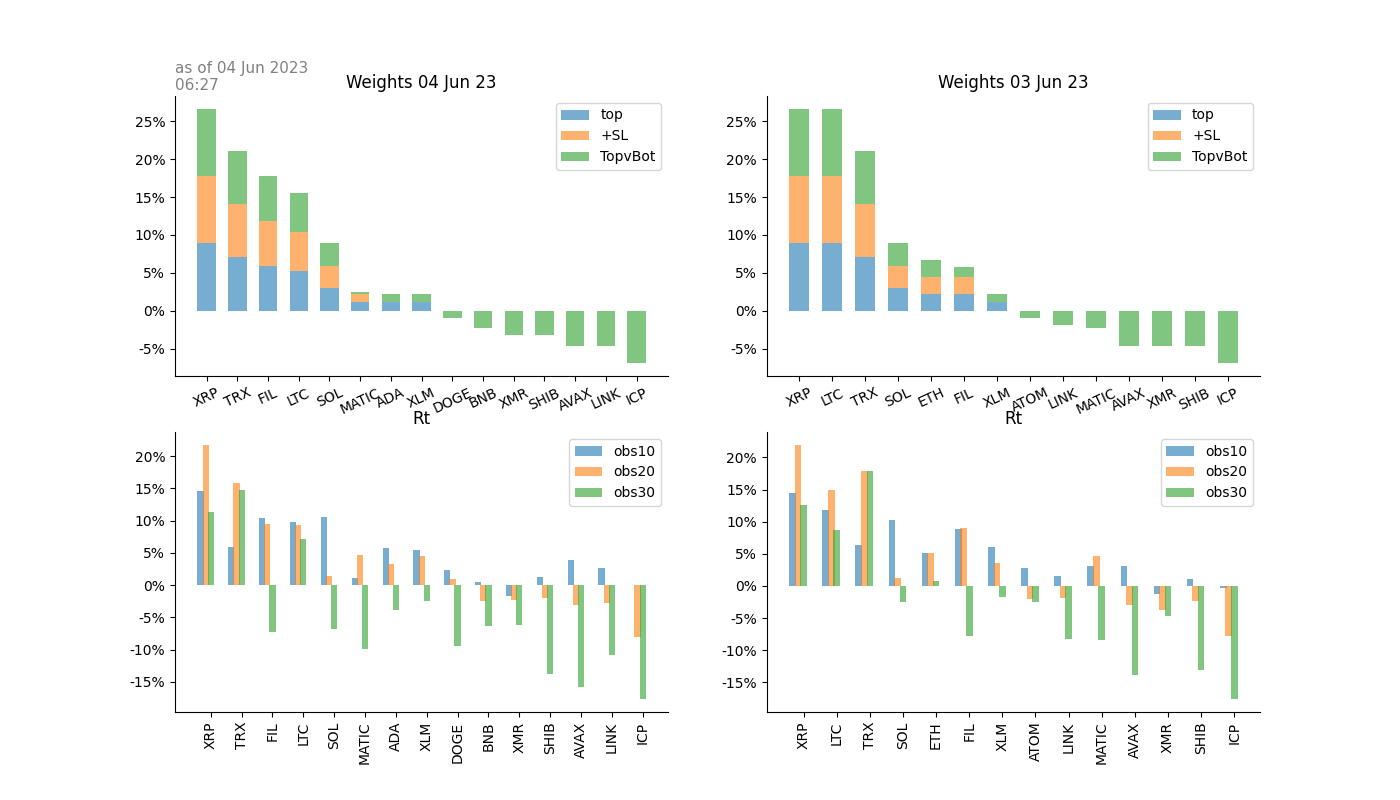 as of 04 Jun 2023
06:27
Weights 04 Jun 23
25%
20%
15%
10%
5%
0%
-5%
top
+SL
TopvBot
XRP TRX FIL LTC SOL MATIC ADA XLM DOGE BNB XMR SHIB AVAX LINK ICP
Weights 03 Jun 23
25%
20%
15%
10%
5%
0%
-5%
top
+SL
TopvBot
XRP LTC TRX SOL ETH FIL XLM ATOM LINK MATIC AVAX XMR SHIB ICP
Rt
20%
15%
10%
5%
0%
-5%
-10%
-15%
obs10
obs20
obs30
XRP TRX FIL LTC SOL MATIC ADA XLM DOGE BNB XMR SHIB AVAX LINK ICP
Rt
20%
15%
10%
5%
0%
-5%
-10%
-15%
obs10
obs20
obs30
XRP LTC TRX SOL ETH FIL XLM ATOM LINK MATIC AVAX XMR SHIB ICP